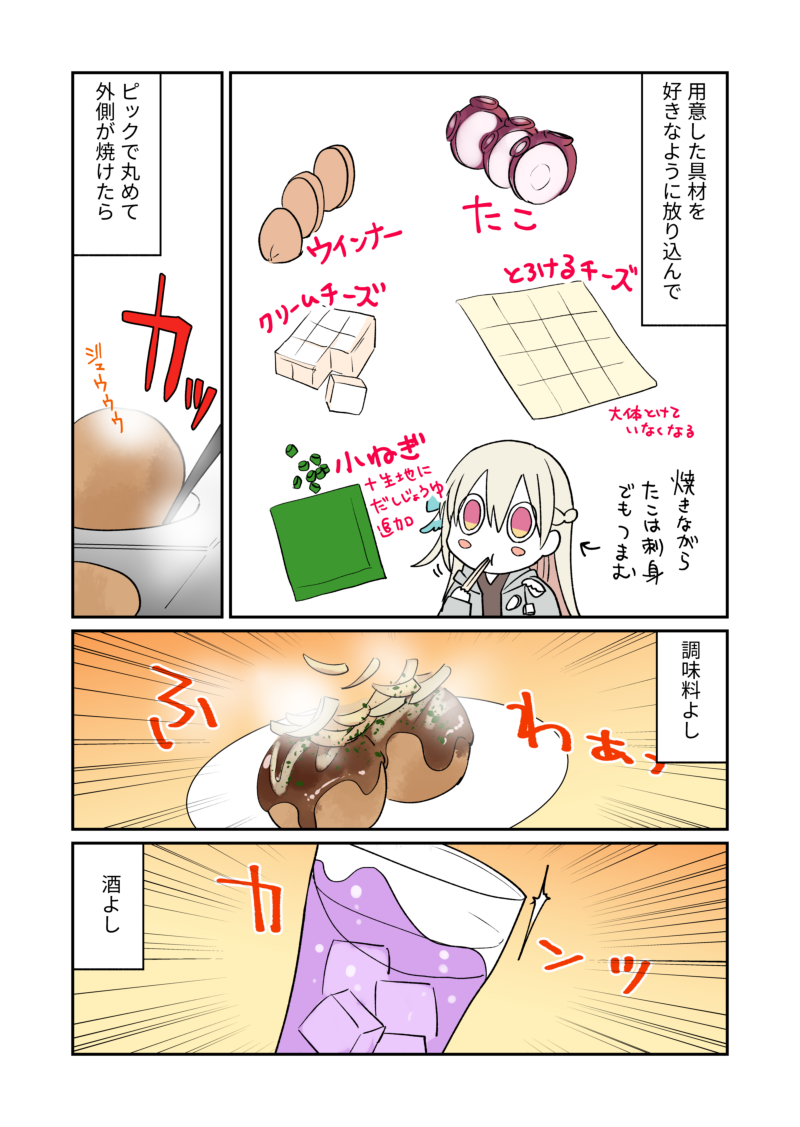 用意した具材を
好きなように放り込んで
たこ
ウインナー
とろけるチーズ
大体とけて
いなくなる
クリームチーズ
小ねぎ
+生地に
だしじょうゆ
追加
焼きながら
たこは刺身
でもつまむ
ピックで丸めて
外側が焼けたら
カッ
ジュウウウ
調味料よし
ふわぁっ
酒よし
カンッ